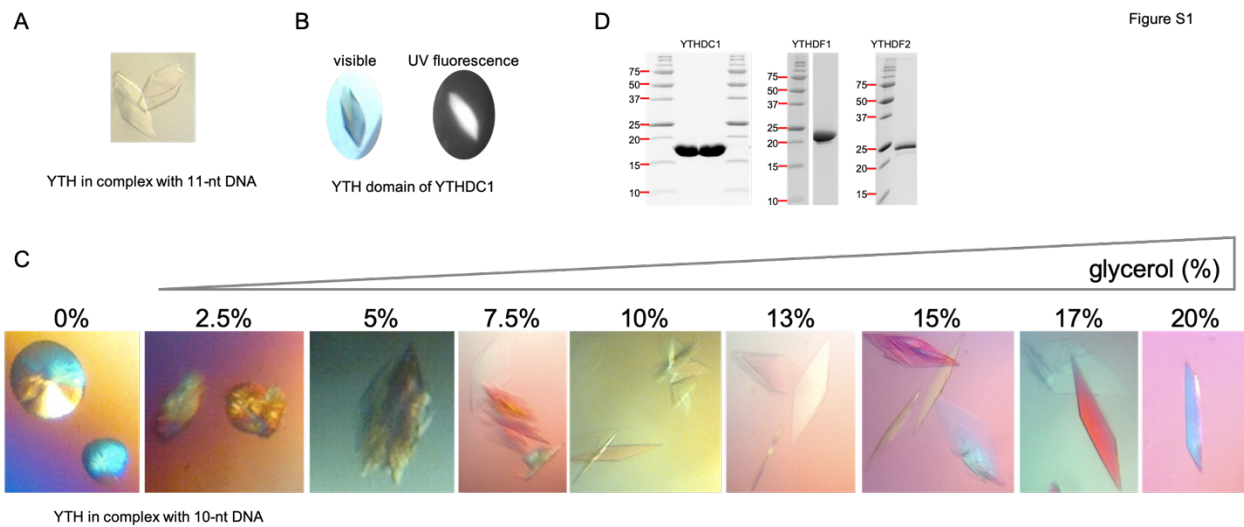 Figure S1
A
YTH in complex with 11-nt DNA
B
visible
UV fluorescence
YTH domain of YTHDC1
D
YTHDC1
75
50
37
25
20
15
10
YTHDF1
75
50
37
25
20
15
10
YTHDF2
75
50
37
25
20
15
C
glycerol (%)
0% 2.5% 5% 7.5% 10% 13% 15% 17% 20%
YTH in complex with 10-nt DNA